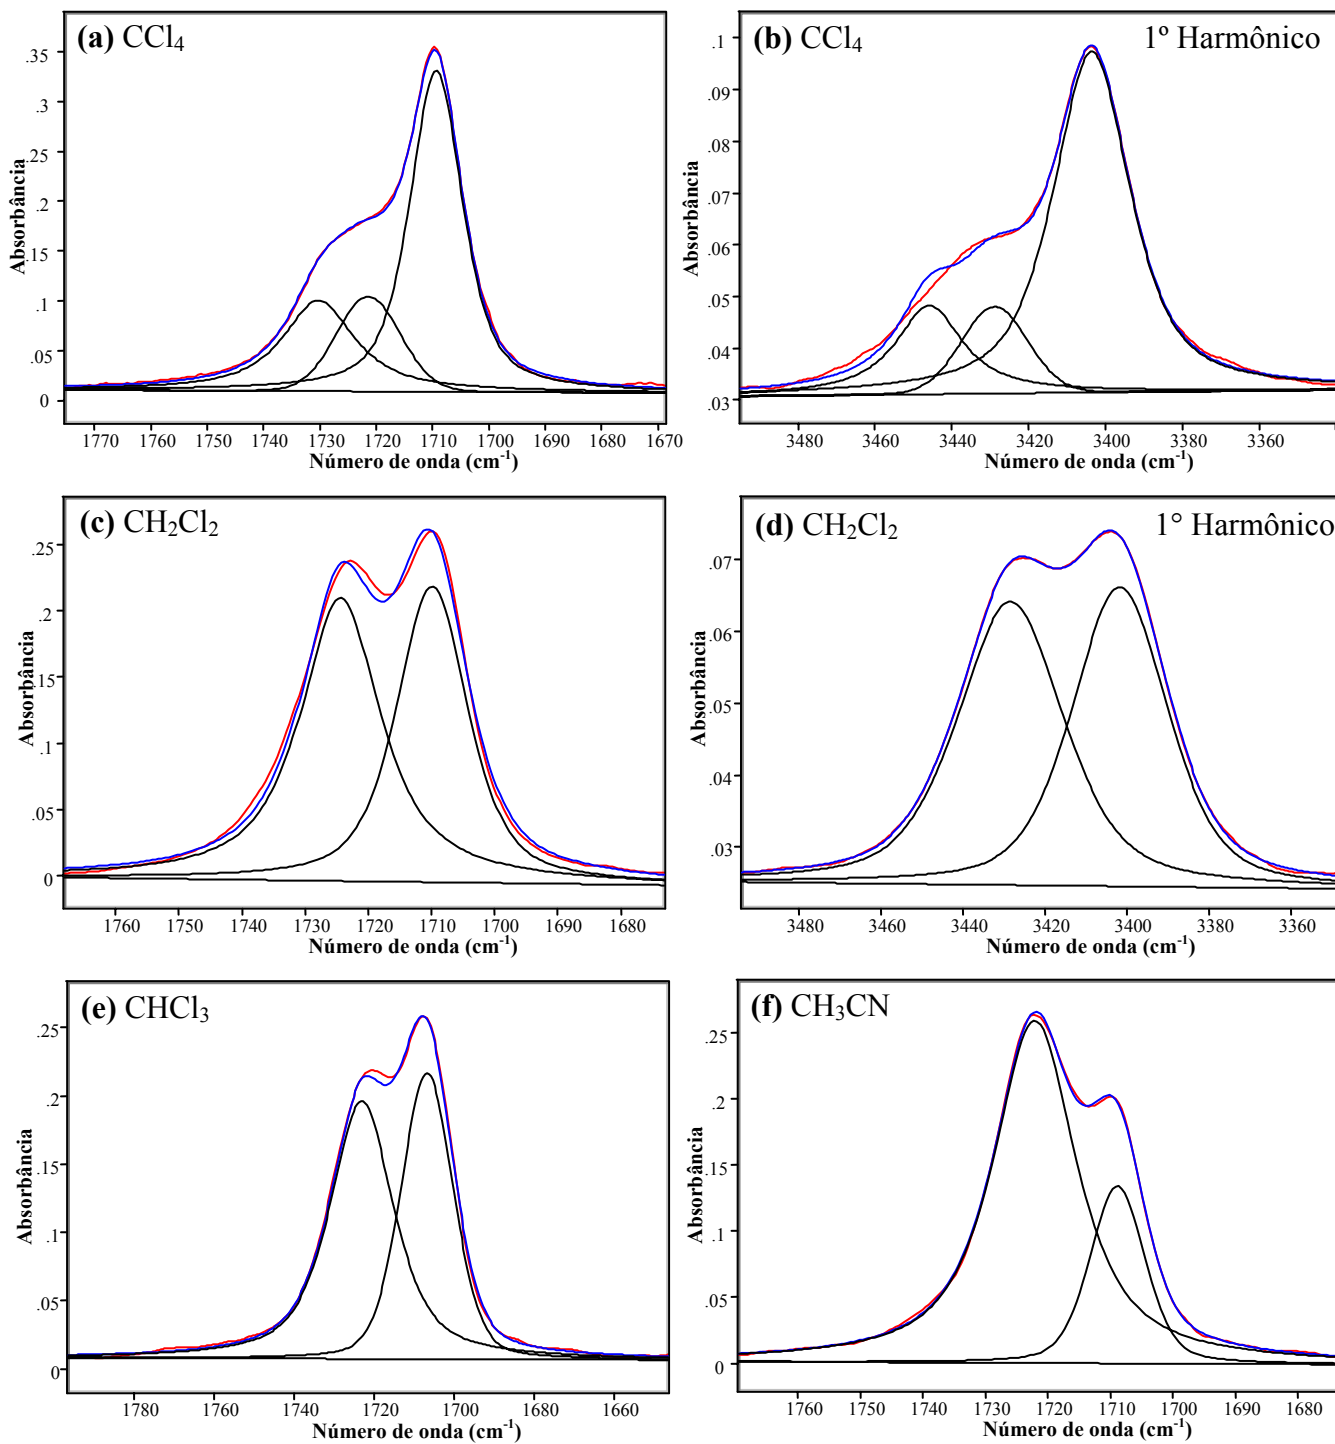 (a) CCl4
Absorbância
.35
.3
.25
.2
.15
.1
.05
0
1770 1760 1750 1740 1730 1720 1710 1700 1690 1680 1670
Número de onda (cm-1)
(b) CCl4 1º Harmônico
Absorbância
.1
.09
.08
.07
.06
.05
.04
.03
3480 3460 3440 3420 3400 3380 3360
Número de onda (cm-1)
(c) CH2Cl2
Absorbância
.25
.2
.15
.1
.05
0
1760 1750 1740 1730 1720 1710 1700 1690 1680
Número de onda (cm-1)
(d) CH2Cl2 1° Harmônico
Absorbância
.07
.06
.05
.04
.03
3480 3460 3440 3420 3400 3380 3360
Número de onda (cm-1)
(e) CHCl3
Absorbância
.25
.2
.15
.1
.05
0
1780 1760 1740 1720 1700 1680 1660
Número de onda (cm-1)
(f) CH3CN
Absorbância
.25
.2
.15
.1
.05
0
1760 1750 1740 1730 1720 1710 1700 1690 1680
Número de onda (cm-1)